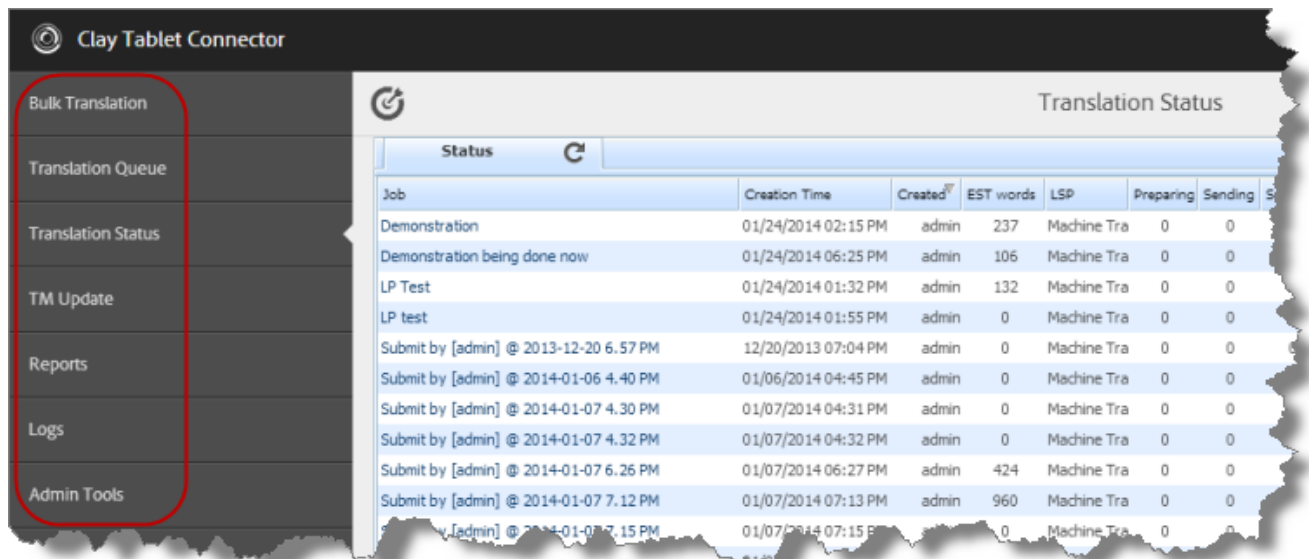 Clay Tablet Connector
Bulk Translation
Translation Queue
Translation Status
TM Update
Reports
Logs
Admin Tools
Translation Status
Status
Job Creation Time Created EST words LSP Preparing Sending
Demonstration 01/24/2014 02:15 PM admin 237 Machine Tra 0 0
Demonstration being done now 01/24/2014 06:25 PM admin 106 Machine Tra 0 0
LP Test 01/24/2014 01:32 PM admin 132 Machine Tra 0 0
LP test 01/24/2014 01:55 PM admin 0 Machine Tra 0 0
Submit by [admin] @ 2013-12-20 6.57 PM 12/20/2013 07:04 PM admin 0 Machine Tra 0 0
Submit by [admin] @ 2014-01-06 4.40 PM 01/06/2014 04:45 PM admin 0 Machine Tra 0 0
Submit by [admin] @ 2014-01-07 4.30 PM 01/07/2014 04:31 PM admin 0 Machine Tra 0 0
Submit by [admin] @ 2014-01-07 4.32 PM 01/07/2014 04:32 PM admin 0 Machine Tra 0 0
Submit by [admin] @ 2014-01-07 6.26 PM 01/07/2014 06:27 PM admin 424 Machine Tra 0 0
Submit by [admin] @ 2014-01-07 7.12 PM 01/07/2014 07:13 PM admin 960 Machine Tra 0 0
[admin] 7.15 PM 01/07/2014 07:15 0